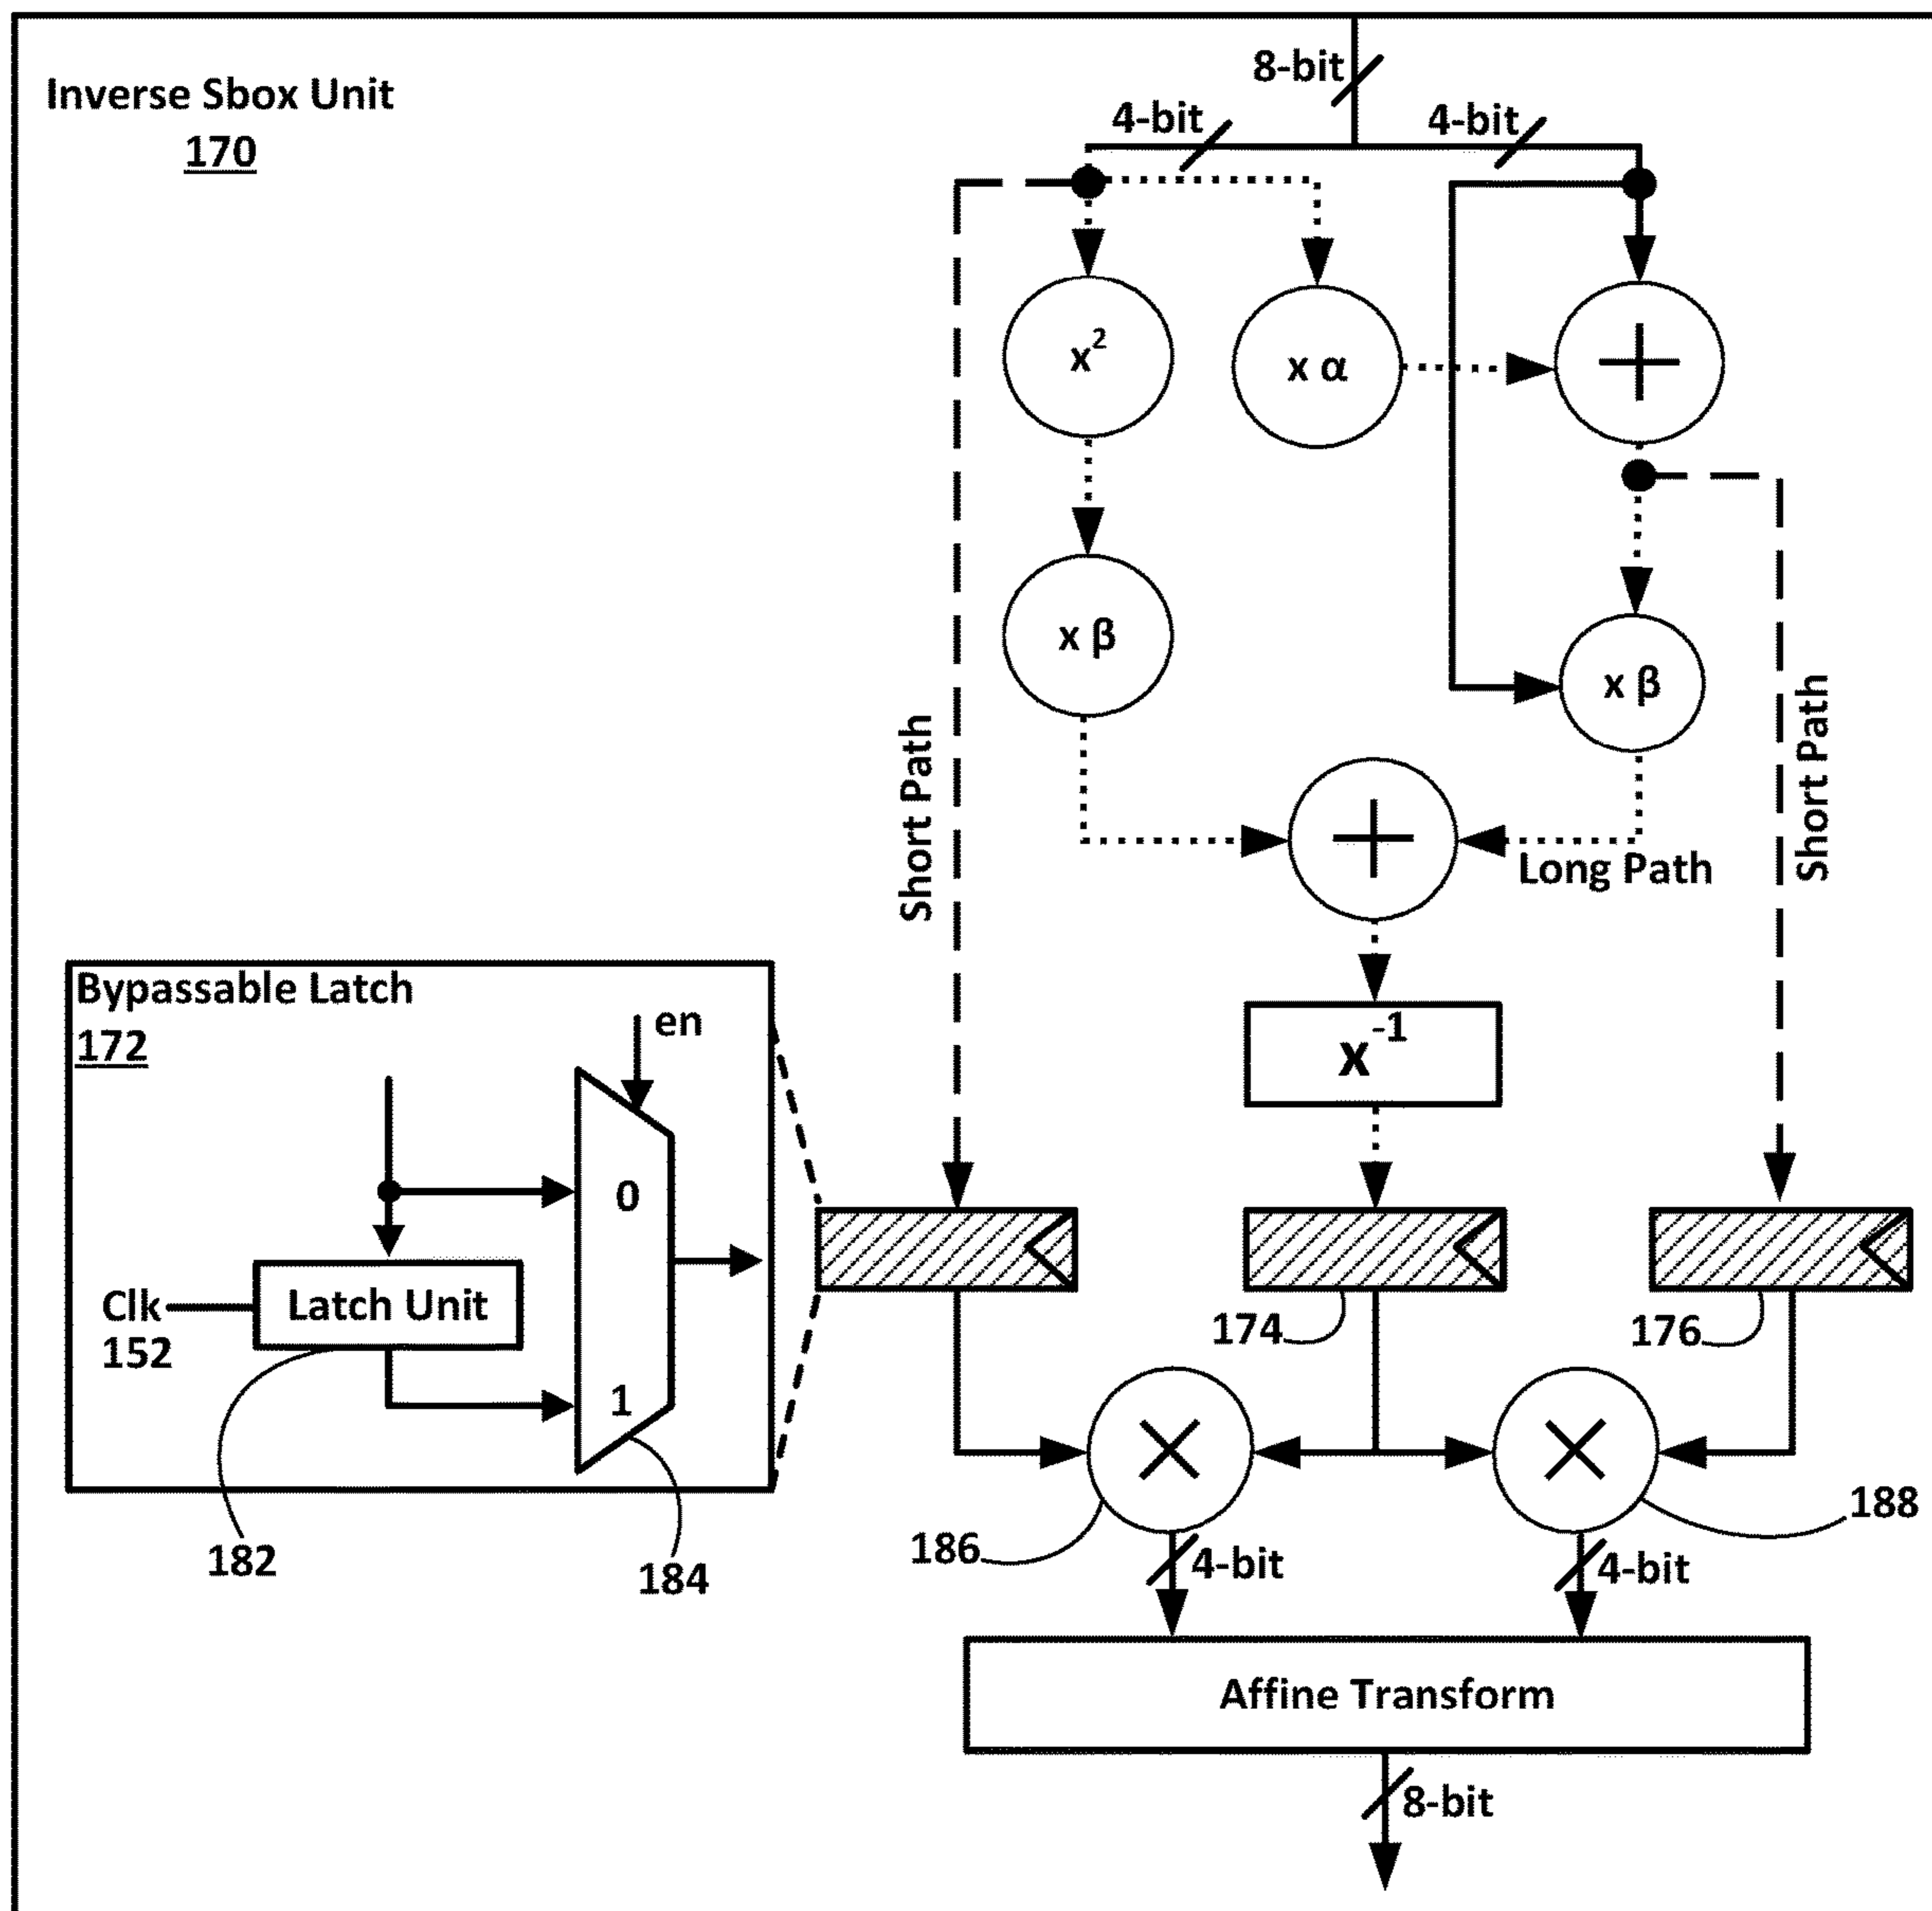 8-bit
Inverse Sbox Unit
170
4-bit
4-bit
x²
x α
+
x β
x β
Short Path
Short Path
+
Long Path
Bypassable Latch
172
en
x⁻¹
0
Clk
152
Latch Unit
1
174
176
×
×
182
184
186
188
4-bit
4-bit
Affine Transform
8-bit